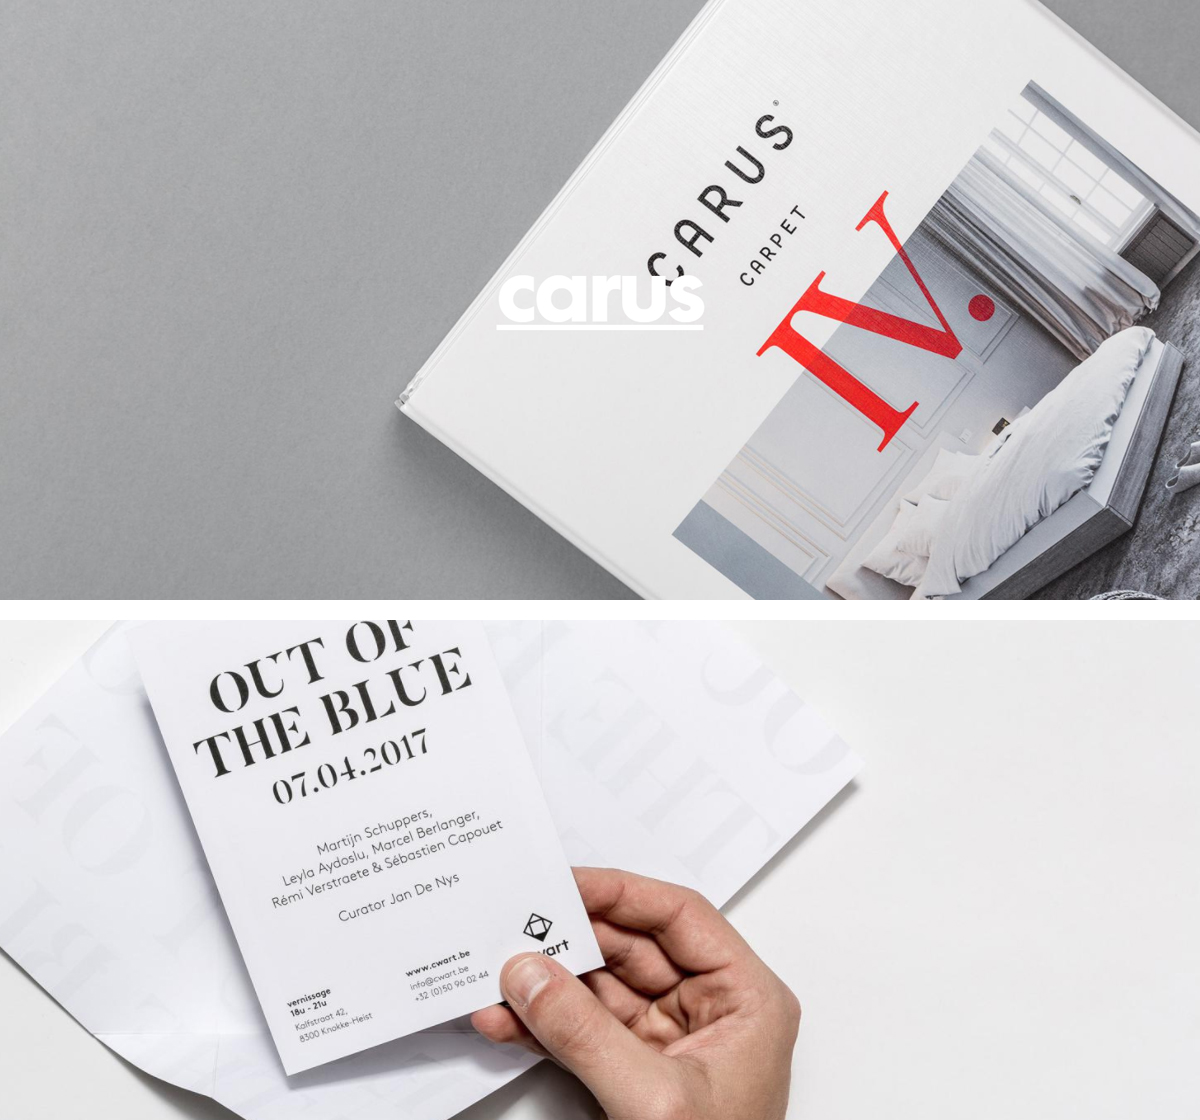 CARUS®
CARPET
IV.
carus
OUT OF
THE BLUE
07.04.2017
Martijn Schuppers,
Leyla Aydoslu, Marcel Berlanger,
Rémi Verstraete & Sébastien Capouet
Curator Jan De Nys
vernissage
18u - 21u
Kalfstraat 42,
8300 Knokke-Heist
www.cwart.be
info@cwart.be
+32 (0)50 96 02 44